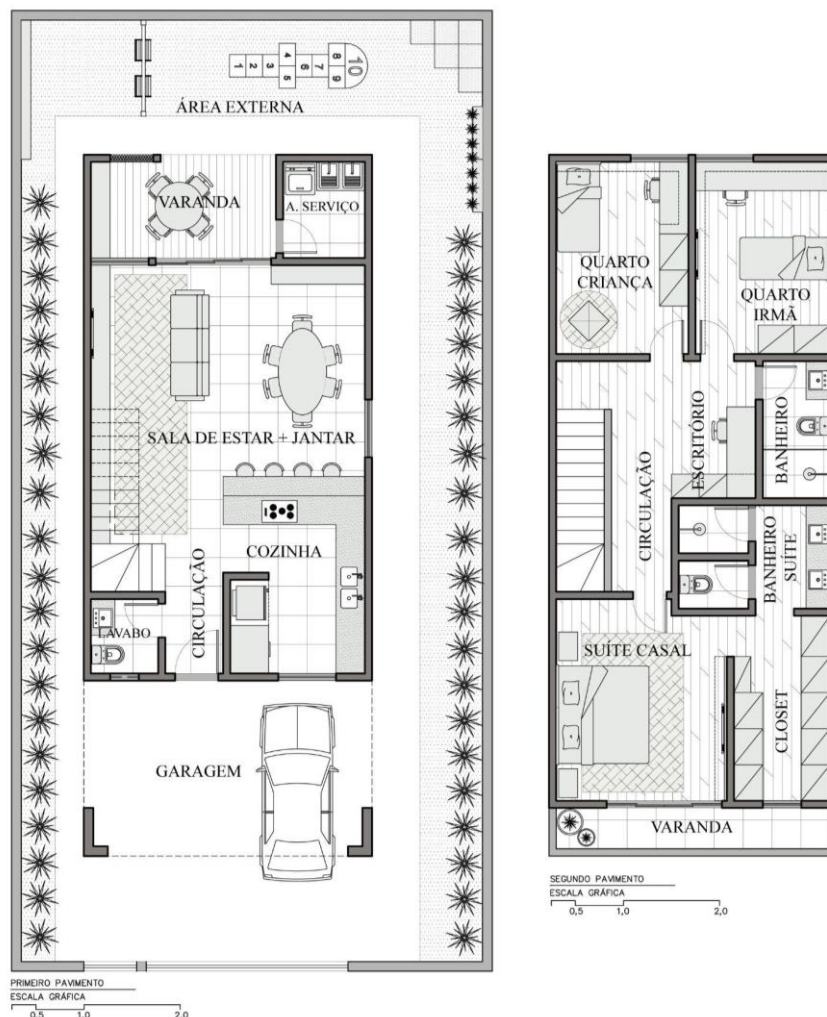 1 2 3 4 5 6 7 8 9 10
ÁREA EXTERNA
VARANDA
A. SERVIÇO
SALA DE ESTAR + JANTAR
COZINHA
CIRCULAÇÃO
LAVABO
GARAGEM
PRIMEIRO PAVIMENTO
ESCALA GRÁFICA
0,5 1,0 2,0
QUARTO
CRIANÇA
QUARTO
IRMÃ
ESCRITÓRIO
BANHEIRO
CIRCULAÇÃO
BANHEIRO
SUÍTE
SUÍTE CASAL
CLOSET
VARANDA
SEGUNDO PAVIMENTO
ESCALA GRÁFICA
0,5 1,0 2,0